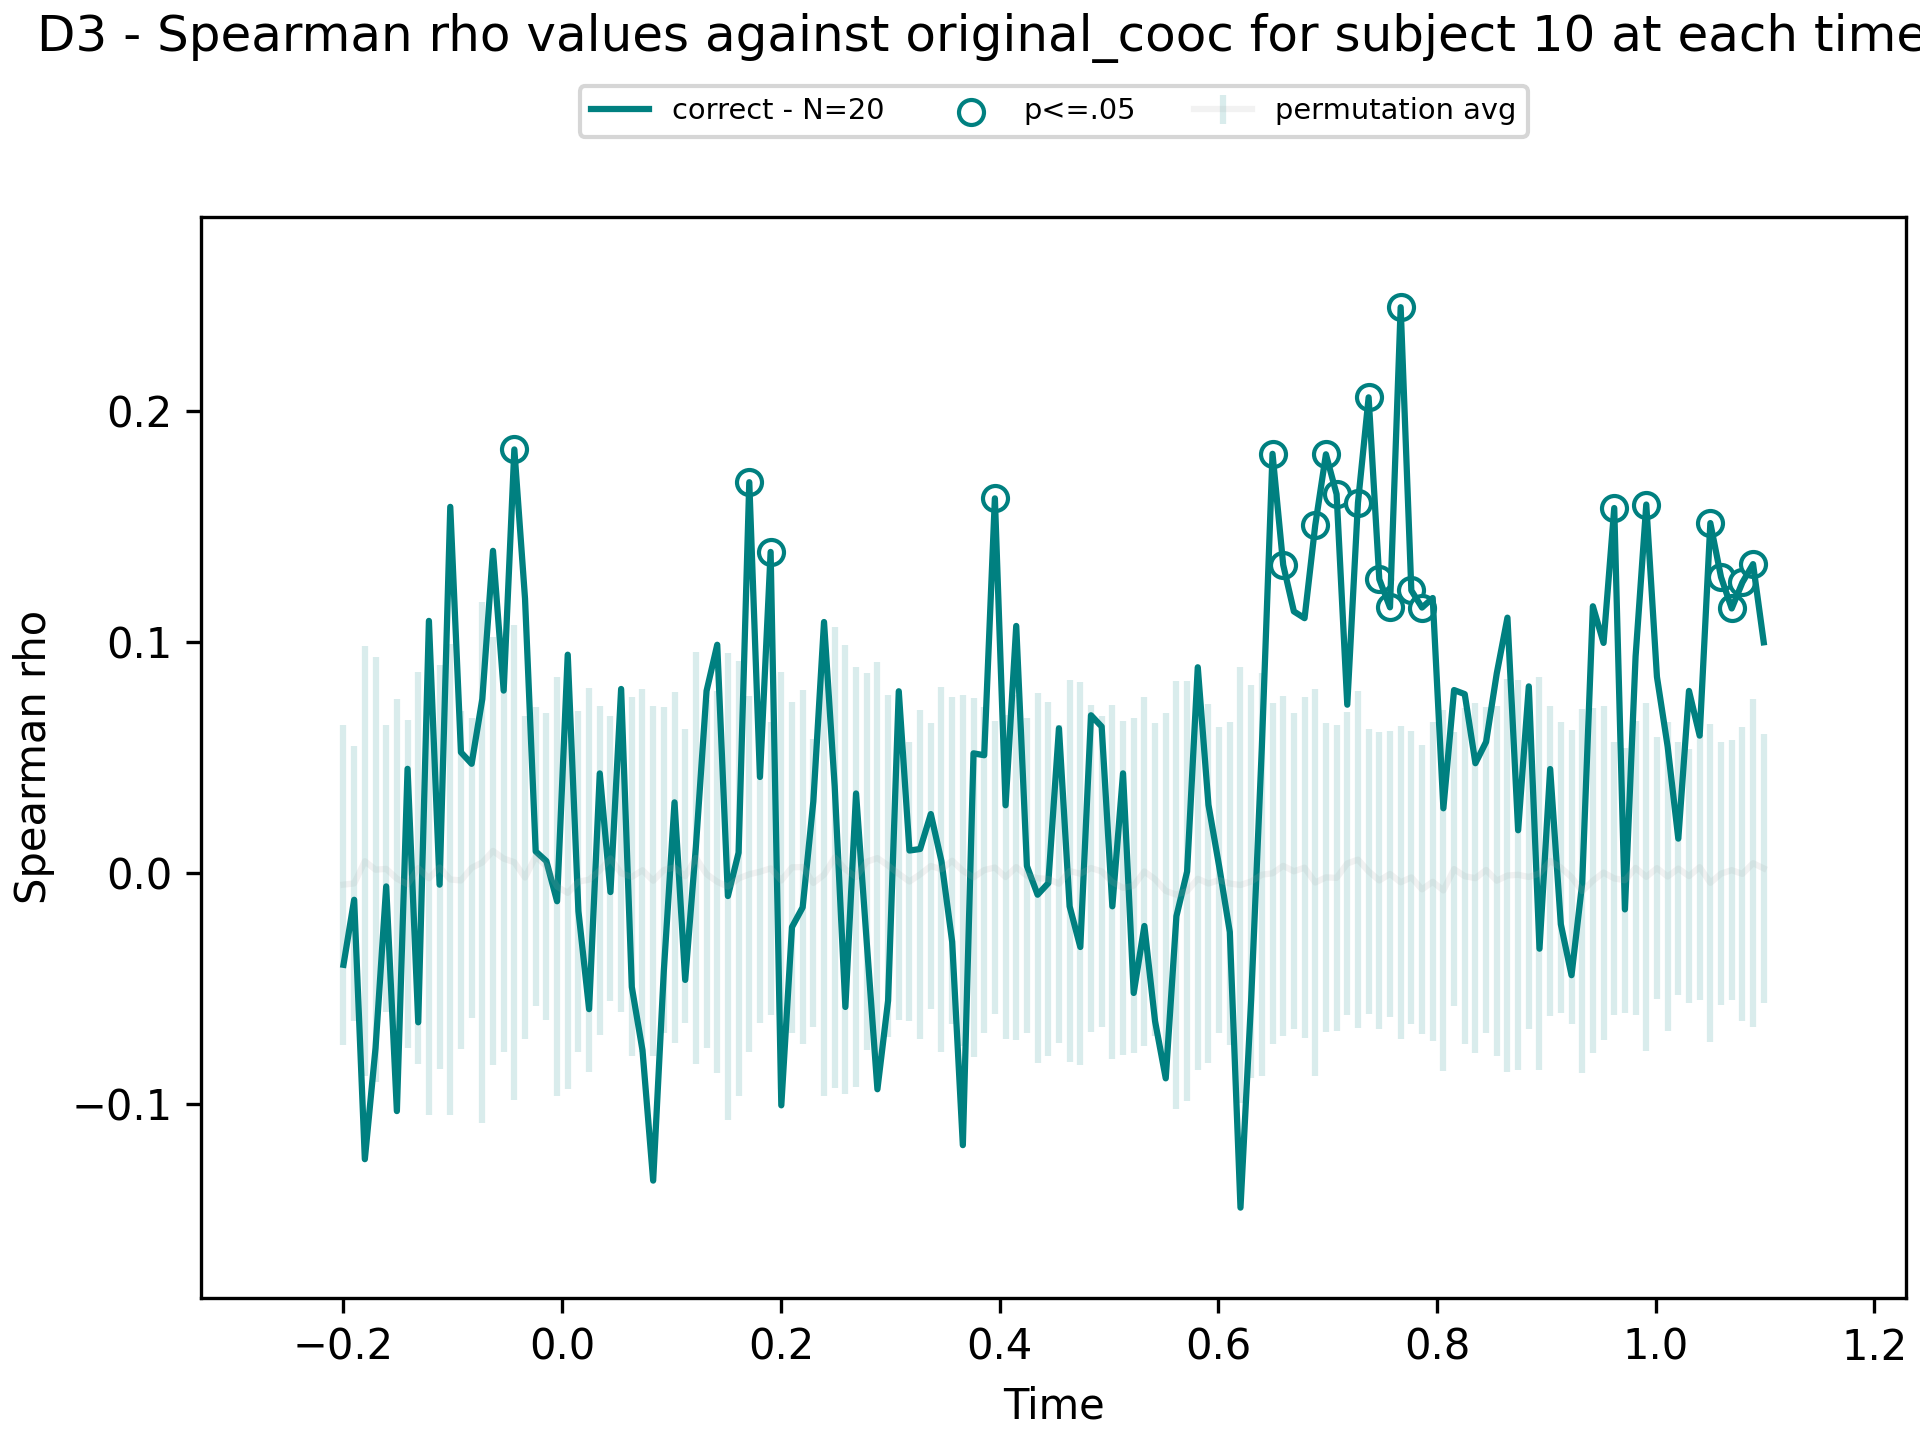 D3 - Spearman rho values against original_cooc for subject 10 at each time
correct - N=20 p<=.05 permutation avg
Spearman rho
0.2
0.1
0.0
−0.1
−0.2 0.0 0.2 0.4 0.6 0.8 1.0 1.2
Time